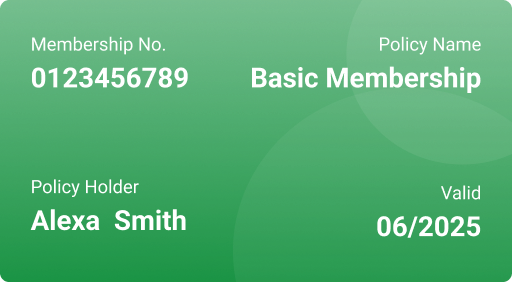 Membership No.
Policy Name
0123456789
Basic Membership
Policy Holder
Valid
Alexa  Smith
06/2025